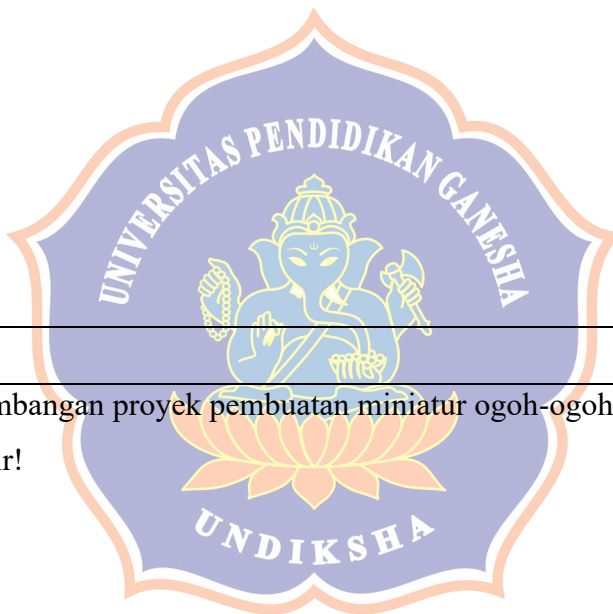 UNIVERSITAS PENDIDIKAN GANESHA
mbangan proyek pembuatan miniatur ogoh-ogoh
r!
UNDIKSHA